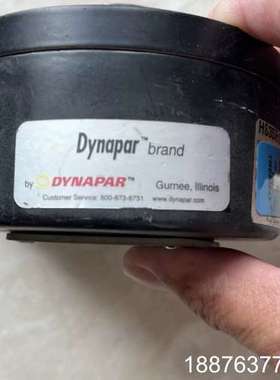 Dynapar™ brand
by DYNAPAR™ Gurnee, Illinois
Customer Service: 800-873-8731 www.dynapar.com
18876377